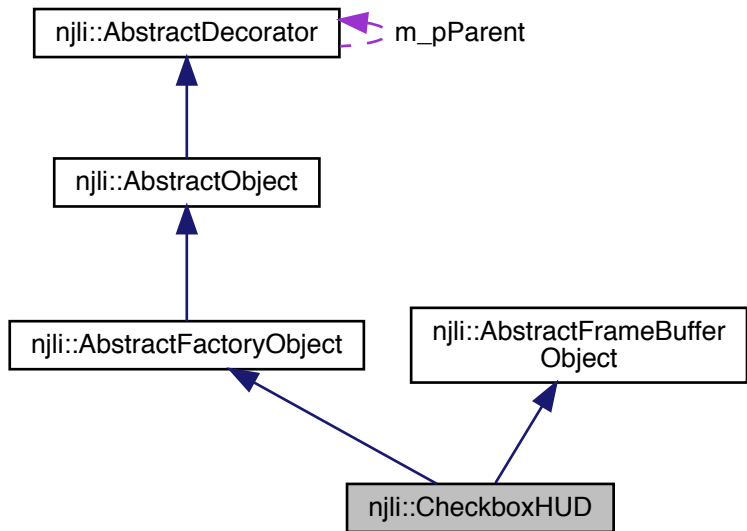 njli::AbstractDecorator
m_pParent
njli::AbstractObject
njli::AbstractFactoryObject
njli::AbstractFrameBuffer
Object
njli::CheckboxHUD